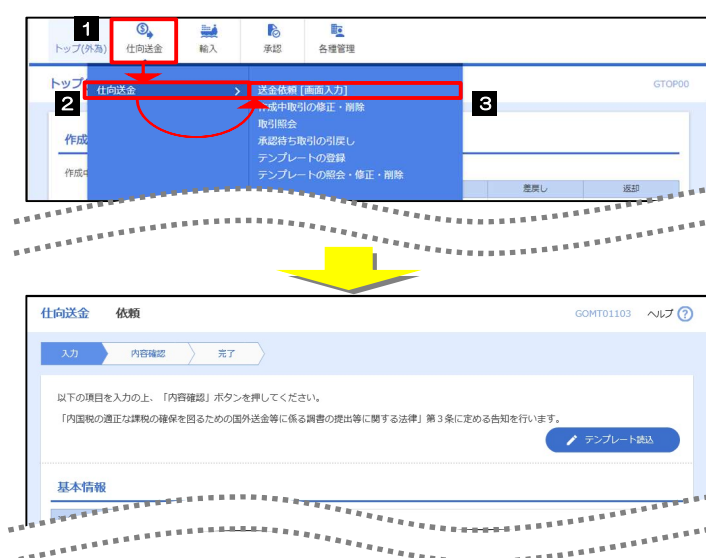 1
トップ(外為)
仕向送金
輸入
承認
各種管理
トップ
GTOP00
2
仕向送金
送金依頼 [画面入力]
3
作成中取引の修正・削除
取引照会
作成
承認待ち取引の引戻し
テンプレートの登録
作成中
テンプレートの照会・修正・削除
差戻し
返却
仕向送金 依頼
GOMT01103 ヘルプ ?
入力 内容確認 完了
以下の項目を入力の上、「内容確認」ボタンを押してください。
「内国税の適正な課税の確保を図るための国外送金等に係る調書の提出等に関する法律」第3条に定める告知を行います。
テンプレート読込
基本情報